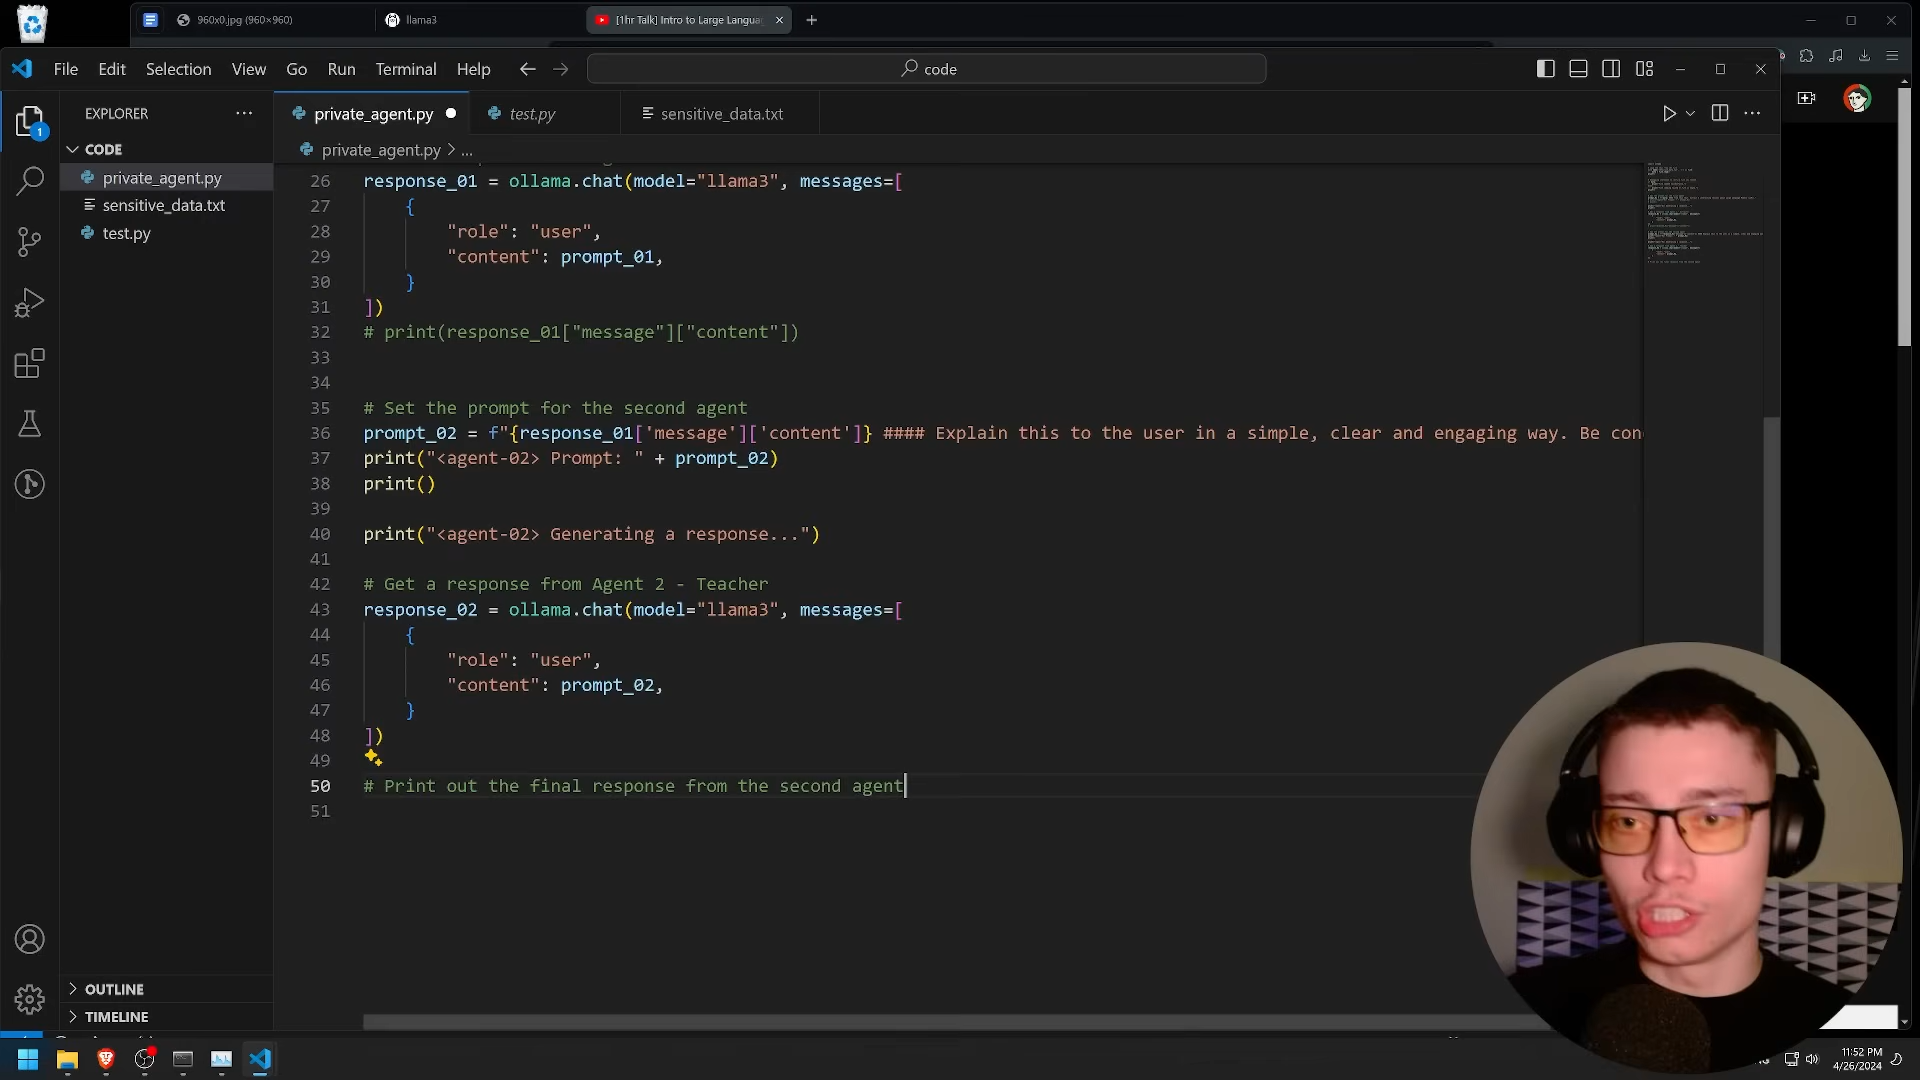 960x0.jpg (960×960)
llama3
[1hr Talk] Intro to Large Langua
File Edit Selection View Go Run Terminal Help
code
EXPLORER
private_agent.py
test.py
sensitive_data.txt
CODE
private_agent.py > ...
private_agent.py
sensitive_data.txt
test.py
1
26 response_01 = ollama.chat(model="llama3", messages=[
27 {
28 "role": "user",
29 "content": prompt_01,
30 }
31 ])
32 # print(response_01["message"]["content"])
33
34
35 # Set the prompt for the second agent
36 prompt_02 = f"{response_01['message']['content']} #### Explain this to the user in a simple, clear and engaging way. Be con
37 print("<agent-02> Prompt: " + prompt_02)
38 print()
39
40 print("<agent-02> Generating a response...")
41
42 # Get a response from Agent 2 - Teacher
43 response_02 = ollama.chat(model="llama3", messages=[
44 {
45 "role": "user",
46 "content": prompt_02,
47 }
48 ])
49
50 # Print out the final response from the second agent
51
OUTLINE
TIMELINE
11:52 PM
4/26/2024